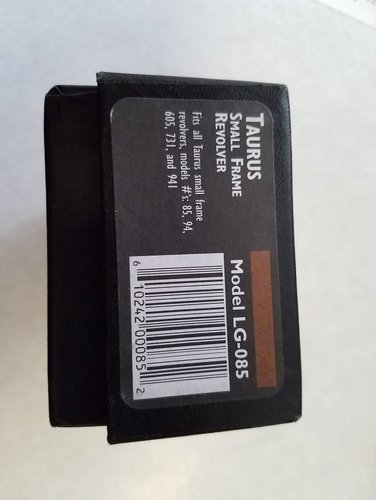 TAURUS
SMALL FRAME
REVOLVER
Fits all Taurus small frame
revolvers, models #'s: 85, 94,
605, 731, and 941
Model LG-085
6 10242 00085 2